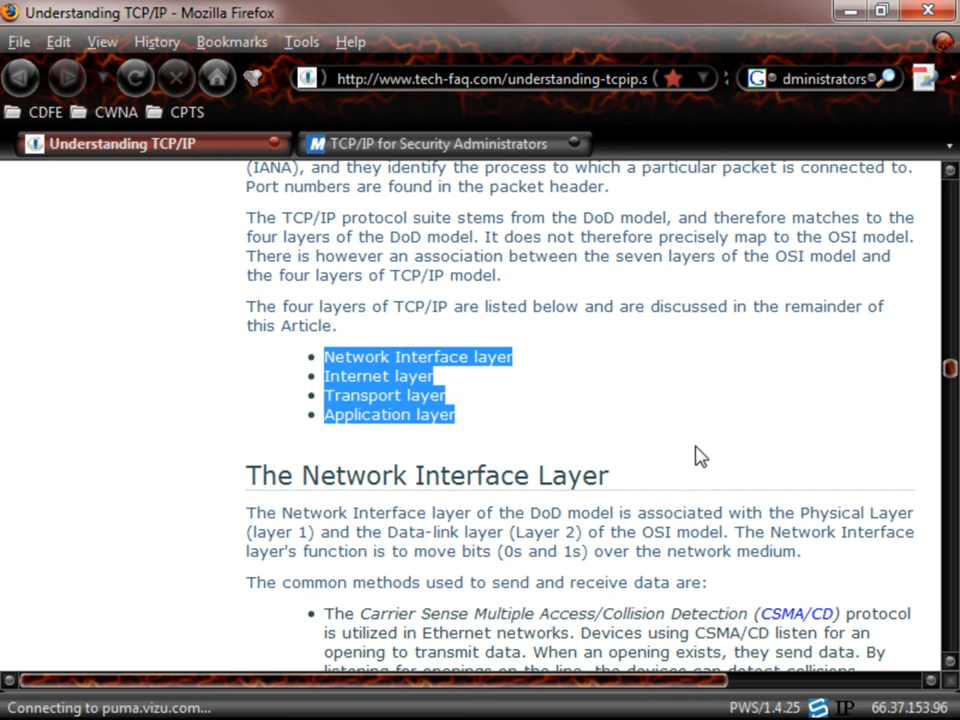 Understanding TCP/IP - Mozilla Firefox
File Edit View History Bookmarks Tools Help
http://www.tech-faq.com/understanding-tcpip.s
dministrators
CDFE CWNA CPTS
Understanding TCP/IP
TCP/IP for Security Administrators
(IANA), and they identify the process to which a particular packet is connected to.
Port numbers are found in the packet header.
The TCP/IP protocol suite stems from the DoD model, and therefore matches to the
four layers of the DoD model. It does not therefore precisely map to the OSI model.
There is however an association between the seven layers of the OSI model and
the four layers of TCP/IP model.
The four layers of TCP/IP are listed below and are discussed in the remainder of
this Article.
• Network Interface layer
• Internet layer
• Transport layer
• Application layer
The Network Interface Layer
The Network Interface layer of the DoD model is associated with the Physical Layer
(layer 1) and the Data-link layer (Layer 2) of the OSI model. The Network Interface
layer's function is to move bits (0s and 1s) over the network medium.
The common methods used to send and receive data are:
• The Carrier Sense Multiple Access/Collision Detection (CSMA/CD) protocol
is utilized in Ethernet networks. Devices using CSMA/CD listen for an
opening to transmit data. When an opening exists, they send data. By
listening for openings on the line, the devices can detect collisions
Connecting to puma.vizu.com...
PWS/1.4.25 IP 66.37.153.96